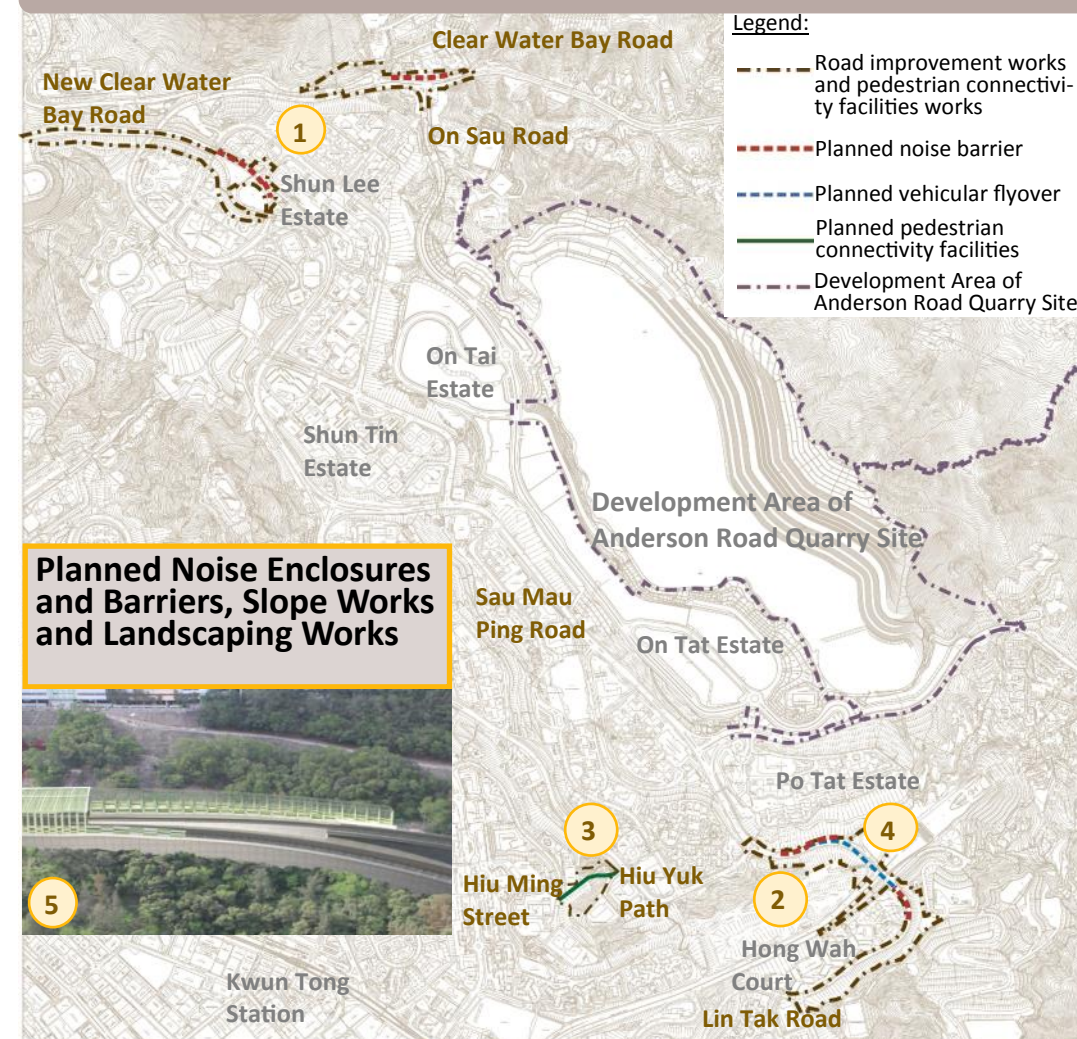 Legend:
Road improvement works
and pedestrian connectivi-
ty facilities works
Planned noise barrier
Planned vehicular flyover
Planned pedestrian
connectivity facilities
Development Area of
Anderson Road Quarry Site
Clear Water Bay Road
New Clear Water
Bay Road
1
On Sau Road
Shun Lee
Estate
On Tai
Estate
Shun Tin
Estate
Development Area of
Anderson Road Quarry Site
Planned Noise Enclosures
and Barriers, Slope Works
and Landscaping Works
Sau Mau
Ping Road
On Tat Estate
Po Tat Estate
3
4
Hiu Ming
Street
Hiu Yuk
Path
2
5
Hong Wah
Court
Kwun Tong
Station
Lin Tak Road